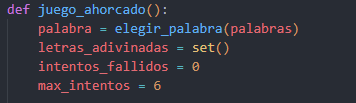 def juego_ahorcado():
    palabra = elegir_palabra(palabras)
    letras_adivinadas = set()
    intentos_fallidos = 0
    max_intentos = 6